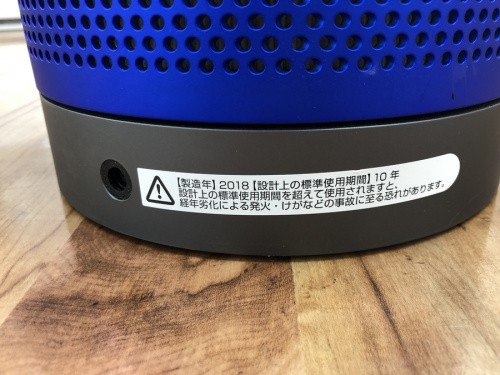 【製造年】2018【設計上の標準使用期間】10年
設計上の標準使用期間を超えて使用されますと、
経年劣化による発火・けがなどの事故に至る恐れがあります。